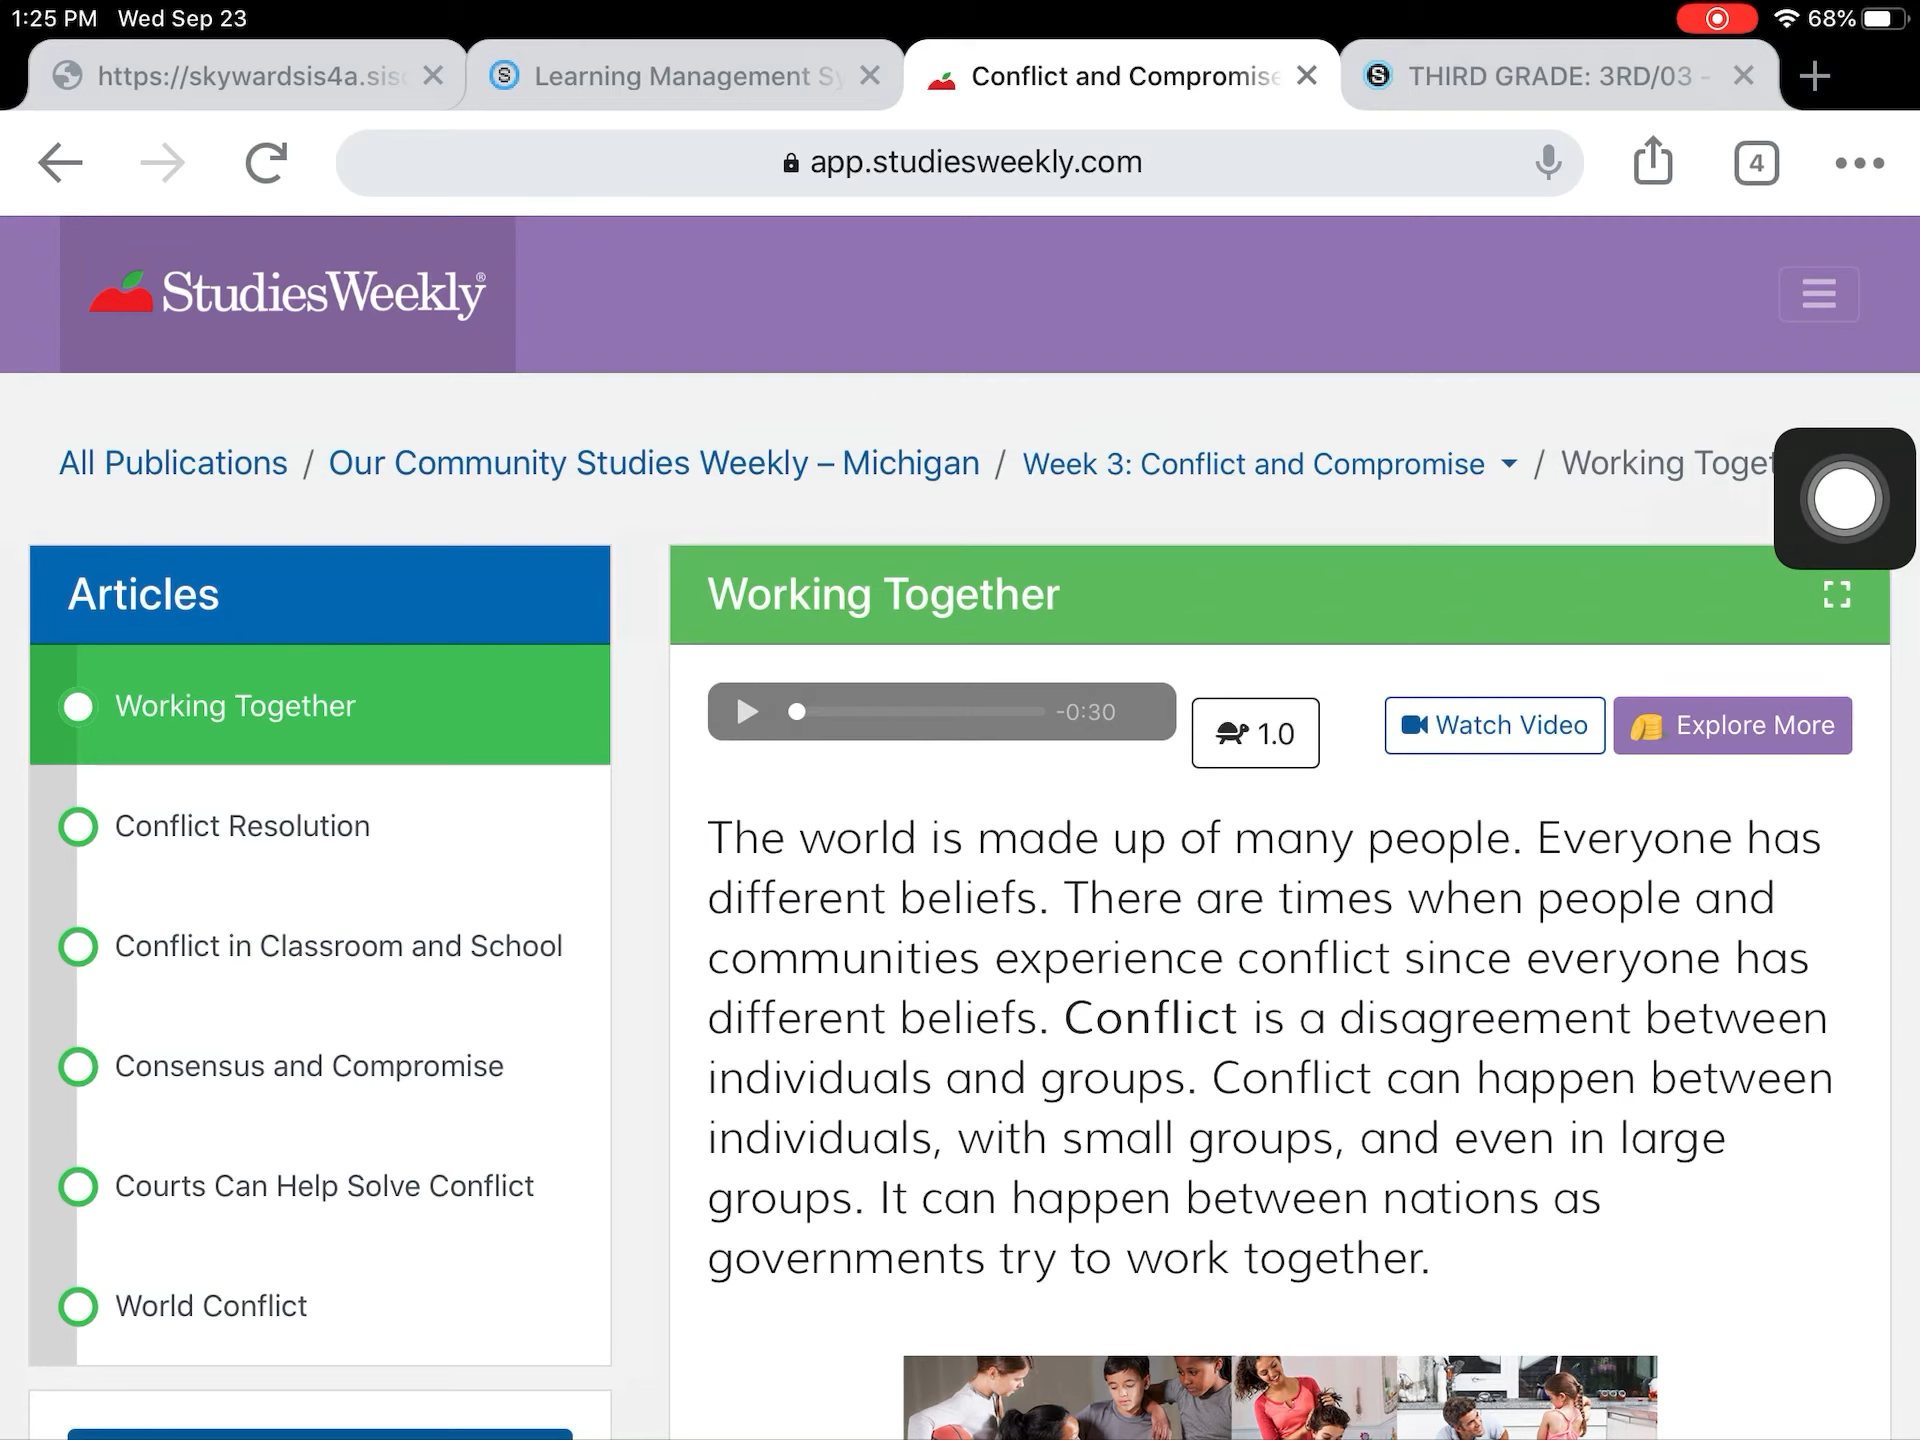 1:25 PM Wed Sep 23
68%
https://skywardsis4a.sisc
Learning Management Sy
Conflict and Compromise
THIRD GRADE: 3RD/03 -
app.studiesweekly.com
4
StudiesWeekly®
All Publications / Our Community Studies Weekly – Michigan / Week 3: Conflict and Compromise / Working Toget
Articles
Working Together
Conflict Resolution
Conflict in Classroom and School
Consensus and Compromise
Courts Can Help Solve Conflict
World Conflict
Working Together
-0:30
1.0
Watch Video
Explore More
The world is made up of many people. Everyone has
different beliefs. There are times when people and
communities experience conflict since everyone has
different beliefs. Conflict is a disagreement between
individuals and groups. Conflict can happen between
individuals, with small groups, and even in large
groups. It can happen between nations as
governments try to work together.